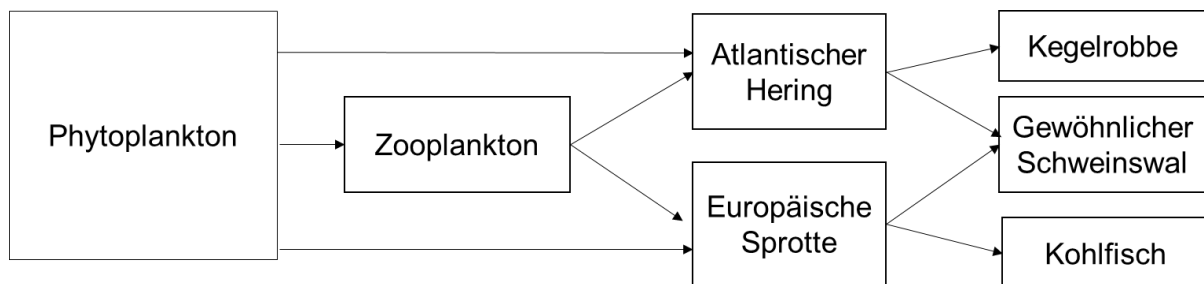 Phytoplankton
Zooplankton
Atlantischer
Hering
Europäische
Sprotte
Kegelrobbe
Gewöhnlicher
Schweinswal
Kohlfisch